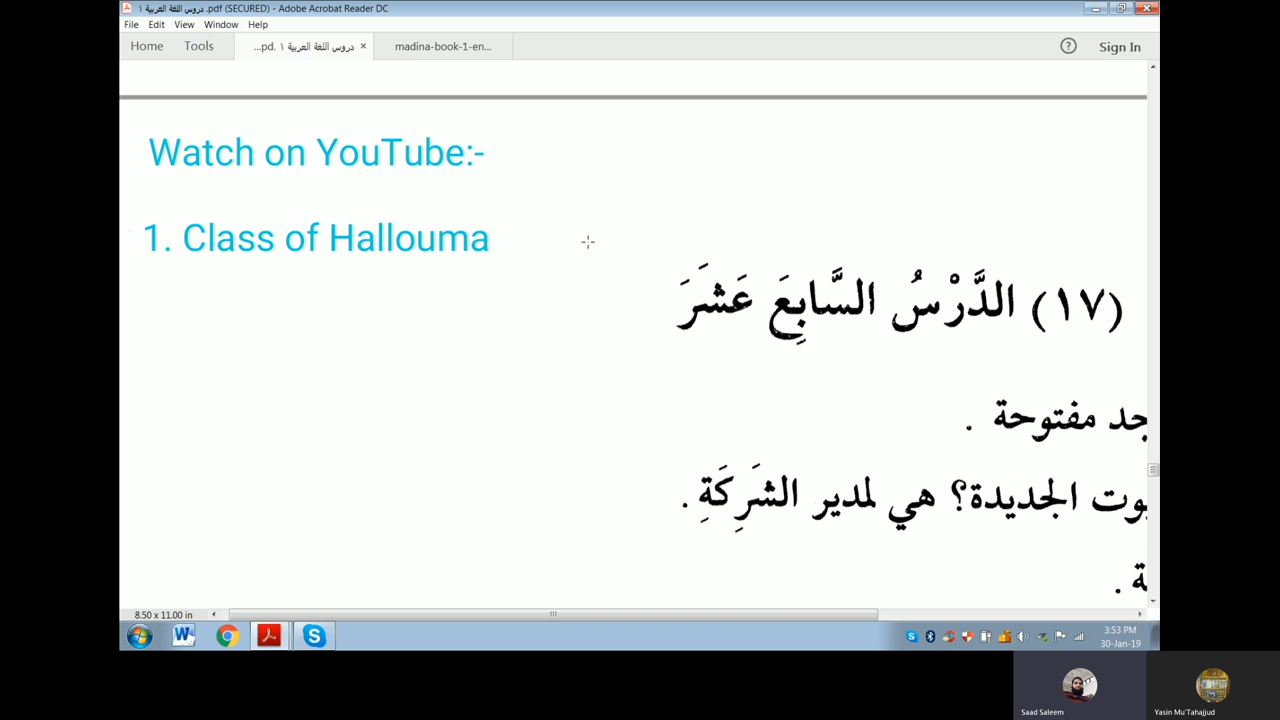 دروس اللغة العربية ١ .pdf (SECURED) - Adobe Acrobat Reader DC
File Edit View Window Help
Home Tools دروس اللغة العربية ١ .pd... × madina-book-1-en... ? Sign In
Watch on YouTube:-
1. Class of Hallouma
(١٧) الدَّرْسُ السَّابِعَ عَشَرَ
مفتوحة .
الجديدة؟ هي لمدير الشَرِكَةِ .
8.50 x 11.00 in
3:53 PM
30-Jan-19
Saad Saleem
Yasin Mu'Tahajjud